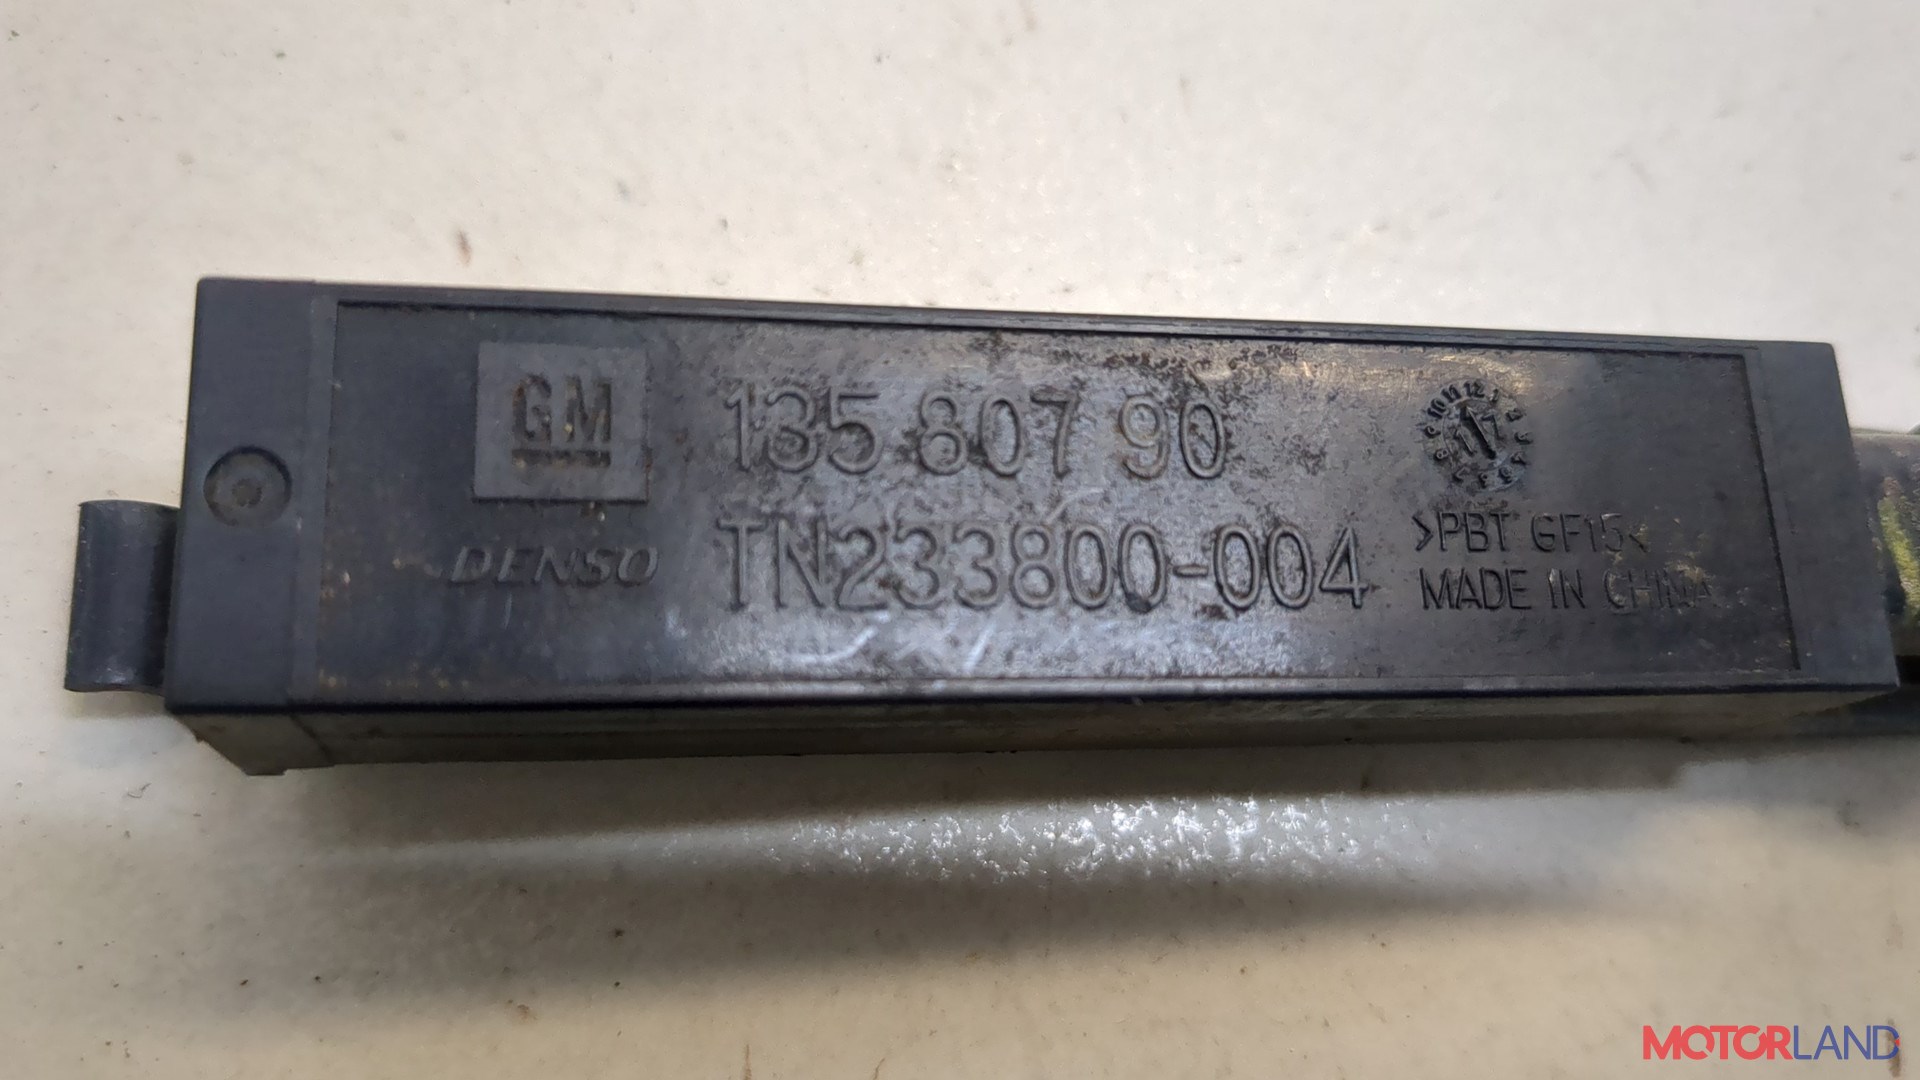 GM
135 807 90
DENSO
TN233800-004
>PBT GF15<
MADE IN CHINA
MOTORLAND